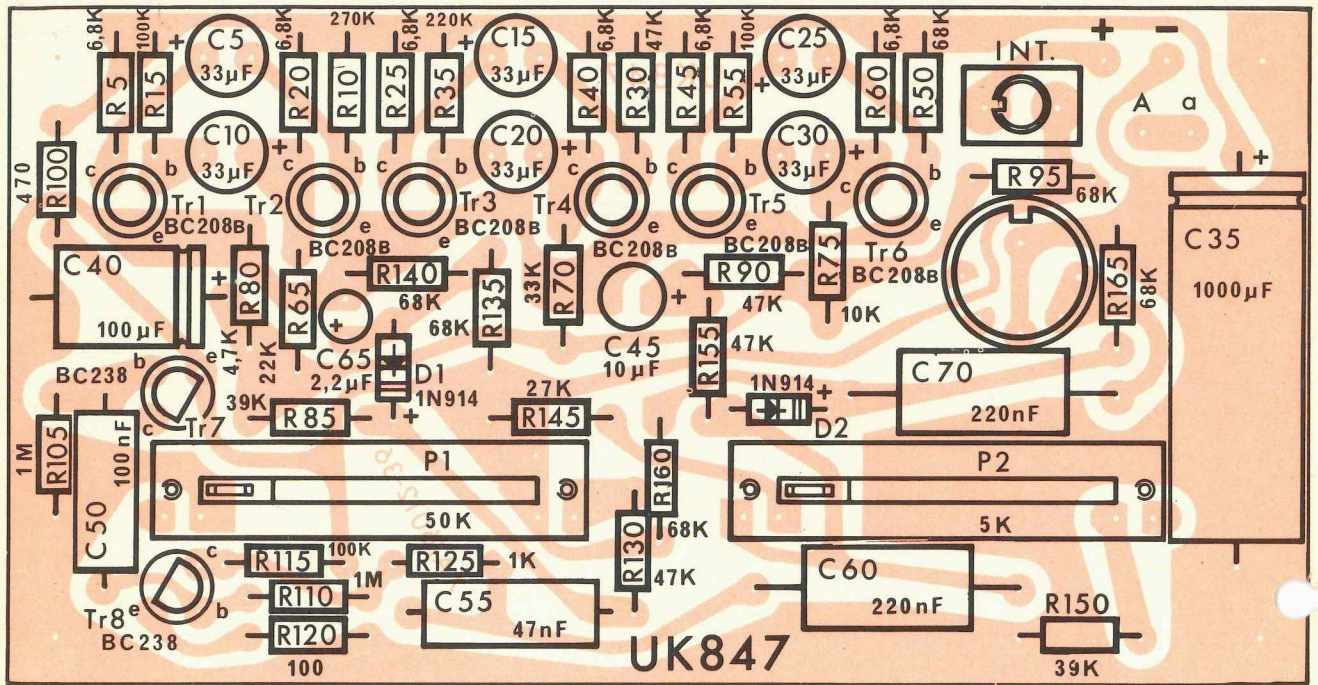 6,8K
100K
6,8K
270K
6,8K
220K
6,8K
47K
6,8K
100K
6,8K
68K
R5
R15
+
C5
33µF
R20
R10
R25
R35
+
C15
33µF
R40
R30
R45
R55
+
C25
33µF
R60
R50
INT.
+
-
A
a
470
R100
C10
33µF
+
C20
33µF
+
C30
33µF
+
R95
68K
+
c
b
e
Tr1
BC208B
Tr2
c
b
e
BC208B
c
b
e
Tr3
BC208B
Tr4
c
b
e
BC208B
c
b
e
Tr5
BC208B
c
b
e
Tr6
BC208B
C40
100µF
+
R80
4,7K
R65
22K
R140
68K
+
C65
2,2µF
R135
68K
33K
R70
C45
10µF
+
R90
47K
R75
10K
R165
68K
C35
1000µF
D1
1N914
+
R155
47K
1N914
+
D2
C70
220nF
b
e
c
BC238
Tr7
39K
R85
27K
R145
1M
R105
100nF
C50
P1
50K
R160
68K
P2
5K
c
e
b
Tr8
BC238
R115
100K
R125
1K
R130
47K
R110
1M
R120
100
C55
47nF
C60
220nF
R150
39K
UK847